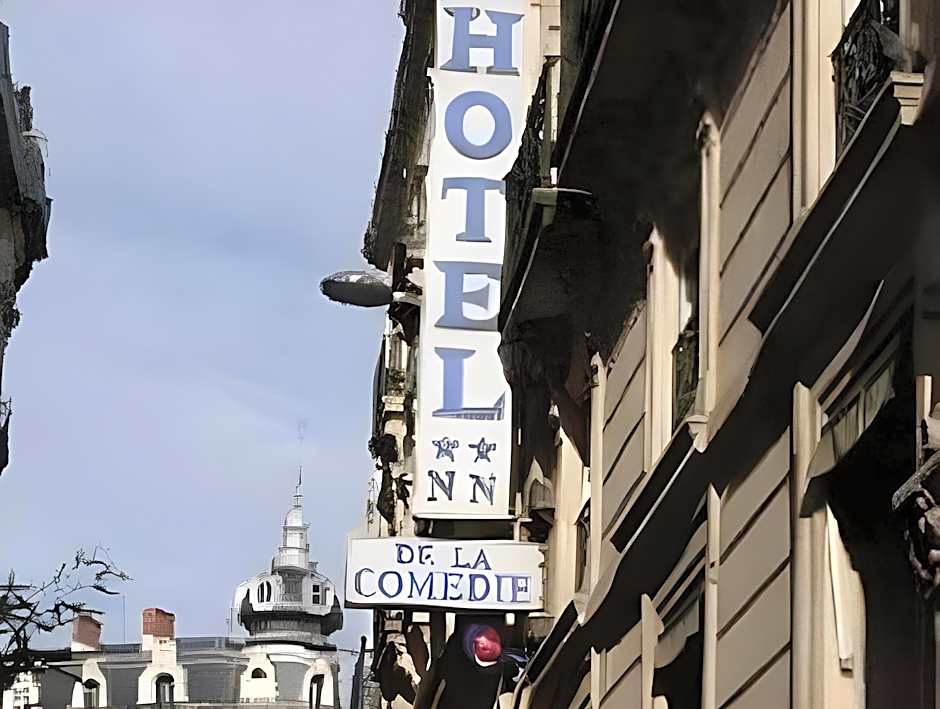 HOTEL
NN
DE LA
COMEDIE